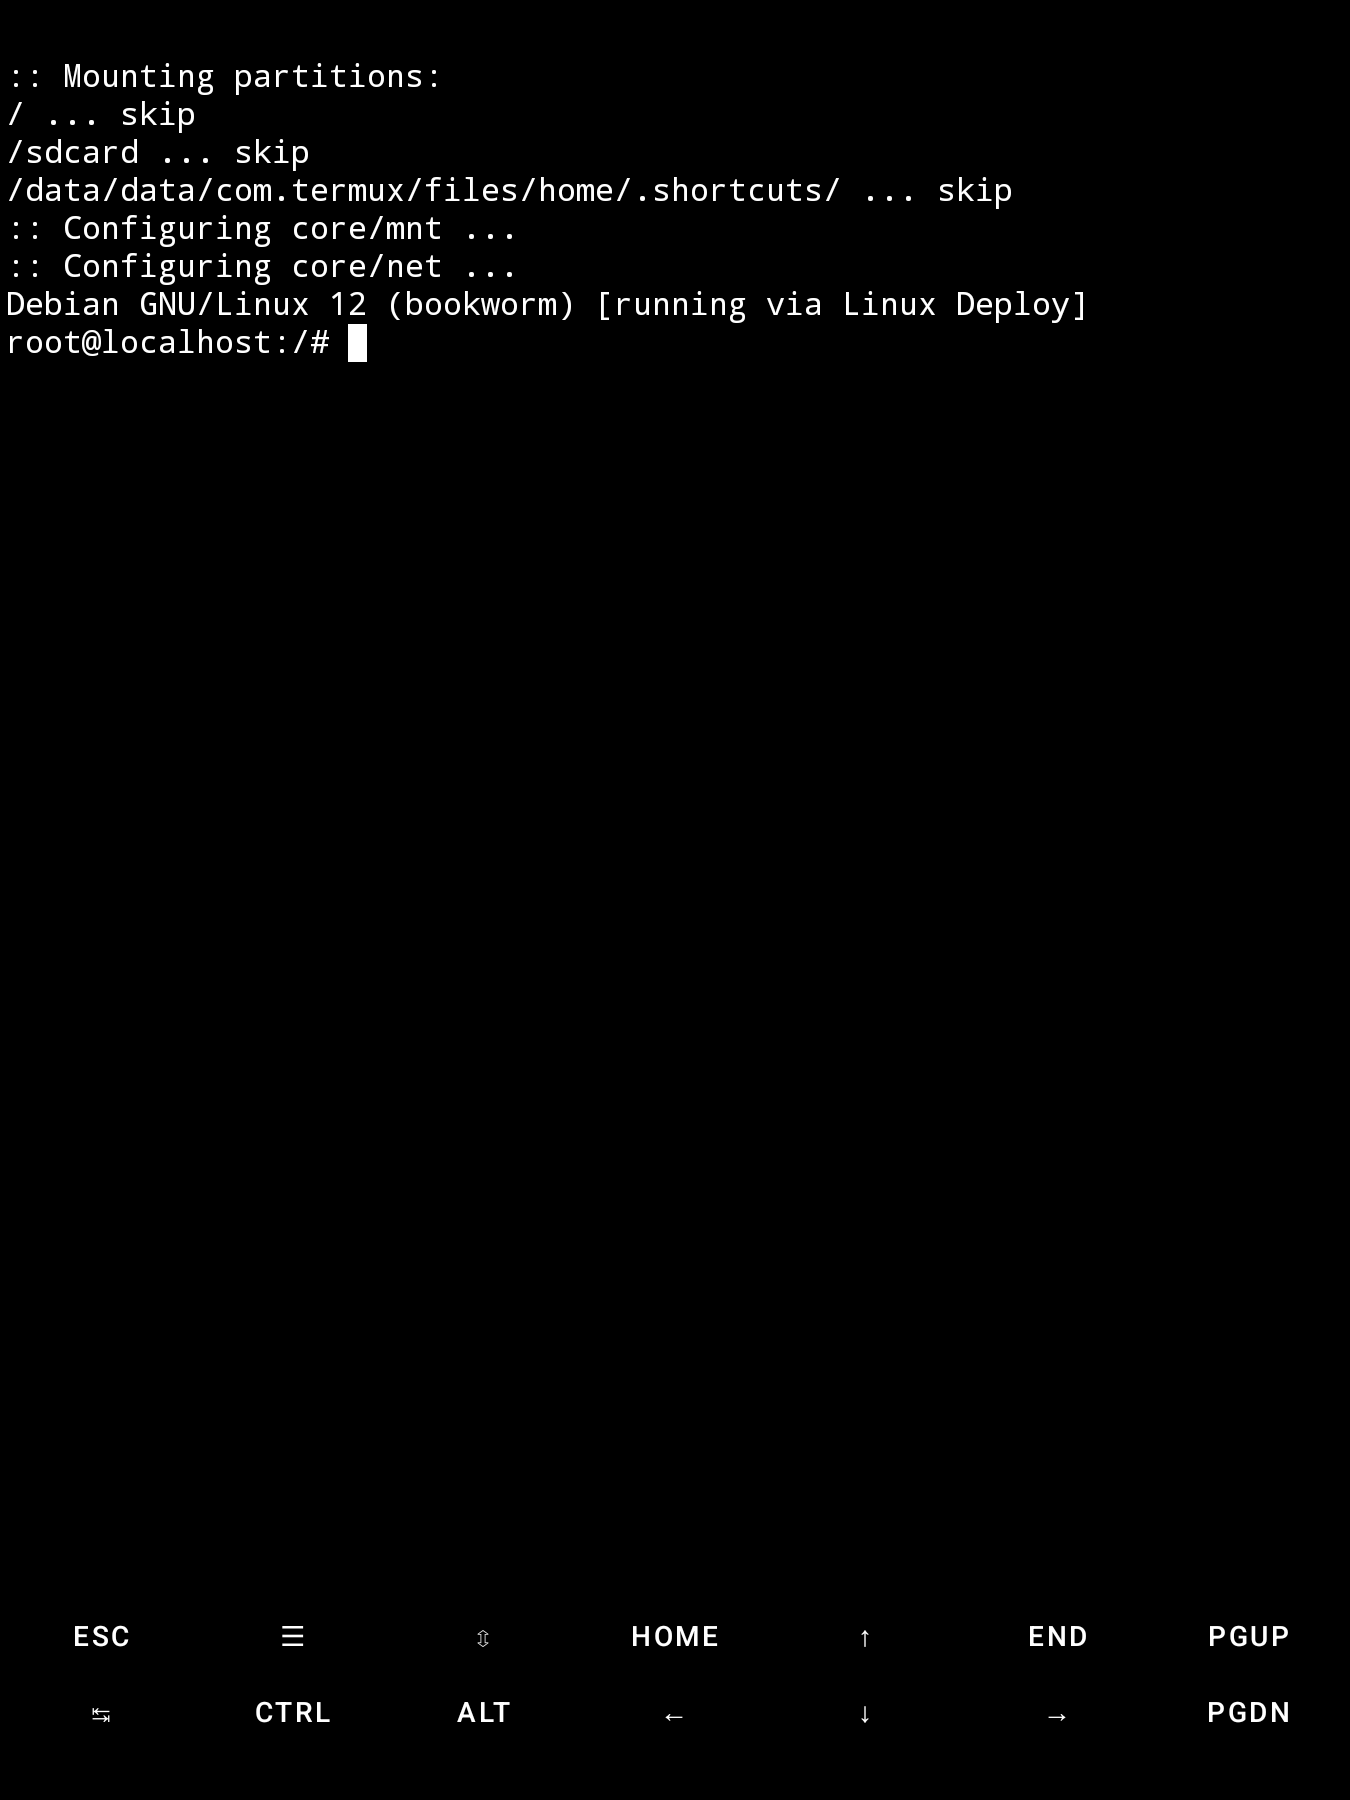 :: Mounting partitions:
/ ... skip
/sdcard ... skip
/data/data/com.termux/files/home/.shortcuts/ ... skip
:: Configuring core/mnt ...
:: Configuring core/net ...
Debian GNU/Linux 12 (bookworm) [running via Linux Deploy]
root@localhost:/#
ESC ☰ ⇳ HOME ↑ END PGUP
↹ CTRL ALT ← ↓ → PGDN